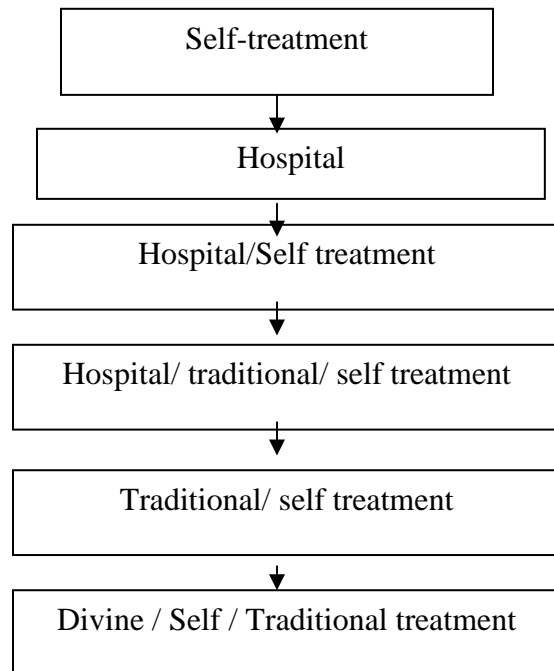 Self-treatment
Hospital
Hospital/Self treatment
Hospital/ traditional/ self treatment
Traditional/ self treatment
Divine / Self / Traditional treatment